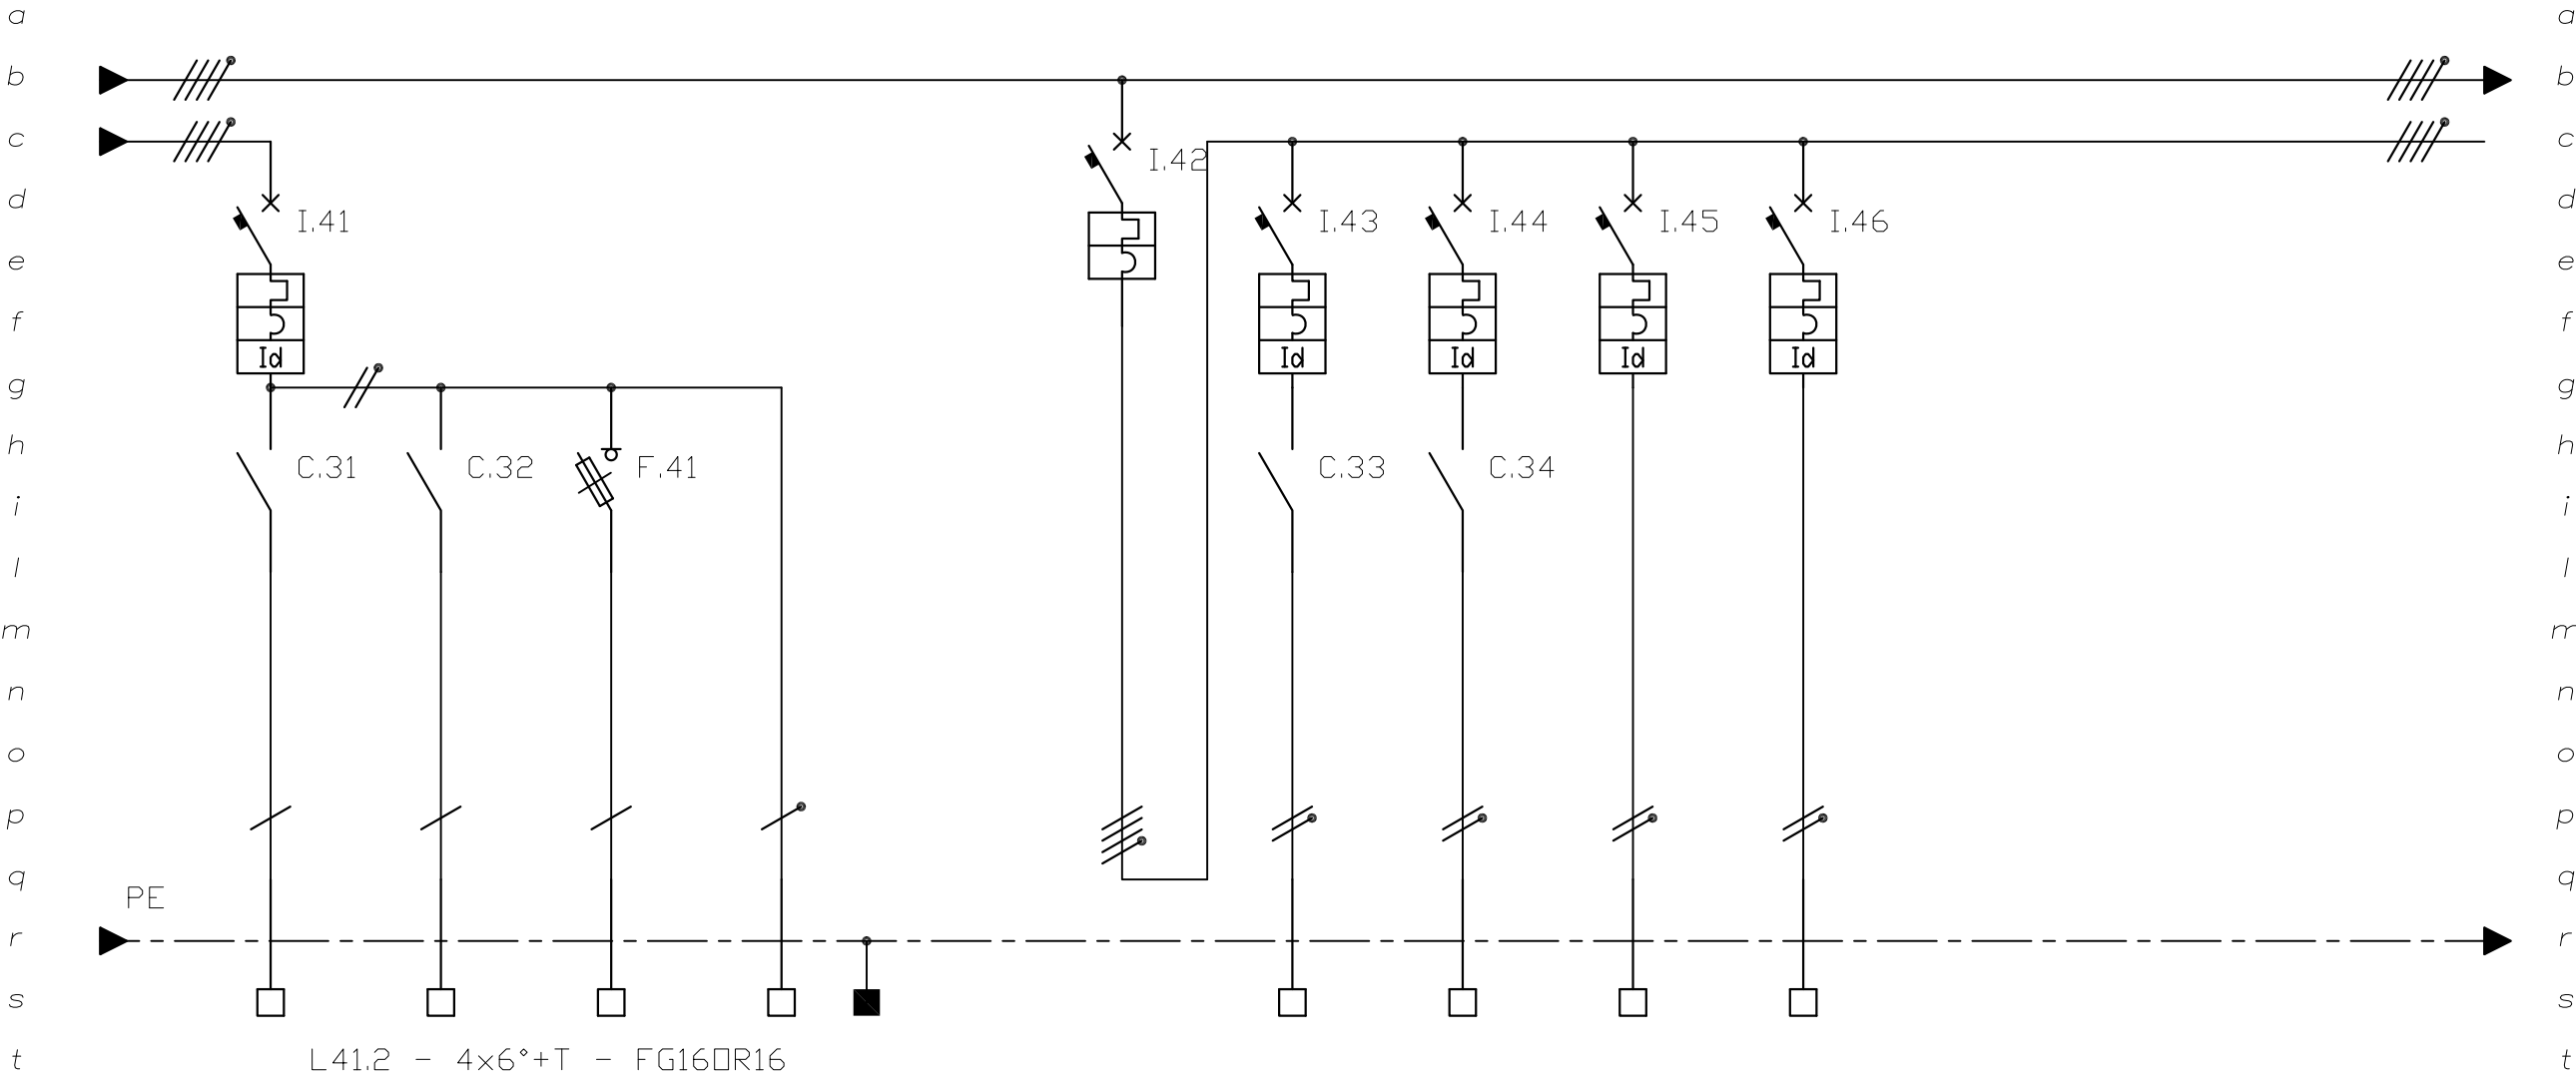 a a
b b
c c
I.42
d d
I.41 I.43 I.44 I.45 I.46
e e
f f
Id Id Id Id Id
g g
h h
C.31 C.32 F.41 C.33 C.34
i i
l l
m m
n n
o o
p p
q q
PE
r r
s s
t L41.2 - 4x6°+T - FG16□R16 t